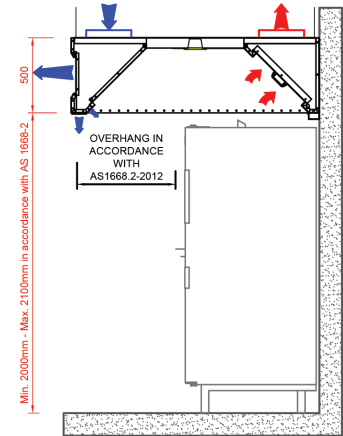 500
OVERHANG IN
ACCORDANCE
WITH
AS1668.2-2012
Min. 2000mm - Max. 2100mm in accordance with AS 1668-2